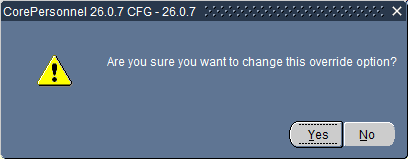 CorePersonnel 26.0.7 CFG - 26.0.7
Are you sure you want to change this override option?
Yes No